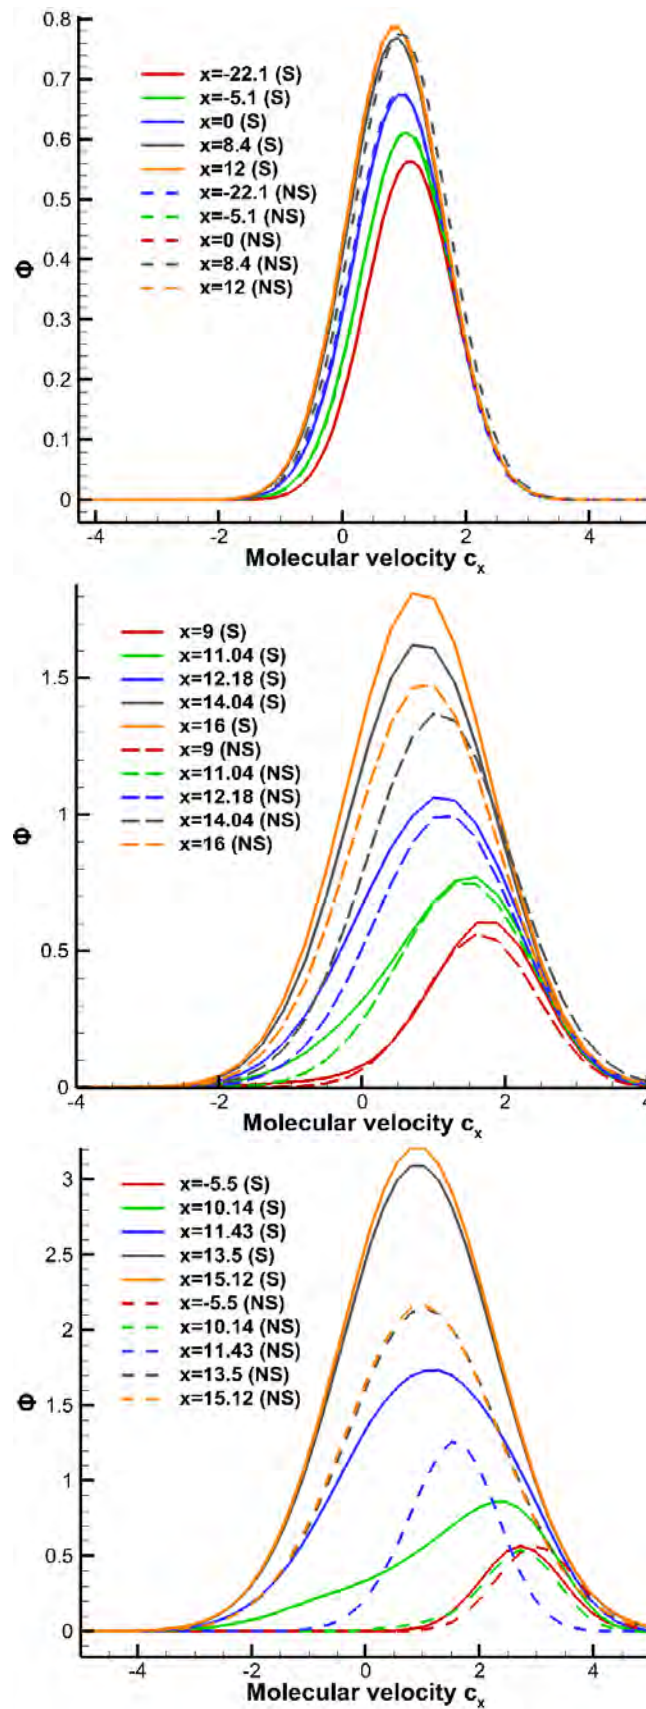 0.8
x=-22.1 (S)
x=-5.1 (S)
x=0 (S)
x=8.4 (S)
x=12 (S)
x=-22.1 (NS)
x=-5.1 (NS)
x=0 (NS)
x=8.4 (NS)
x=12 (NS)
0.7
0.6
0.5
Φ
0.4
0.3
0.2
0.1
0
-4 -2 0 2 4
Molecular velocity cx
x=9 (S)
x=11.04 (S)
x=12.18 (S)
x=14.04 (S)
x=16 (S)
x=9 (NS)
x=11.04 (NS)
x=12.18 (NS)
x=14.04 (NS)
x=16 (NS)
1.5
1
Φ
0.5
0
-4 -2 0 2 4
Molecular velocity cx
x=-5.5 (S)
x=10.14 (S)
x=11.43 (S)
x=13.5 (S)
x=15.12 (S)
x=-5.5 (NS)
x=10.14 (NS)
x=11.43 (NS)
x=13.5 (NS)
x=15.12 (NS)
3
2.5
2
1.5
Φ
1
0.5
0
-4 -2 0 2 4
Molecular velocity cx